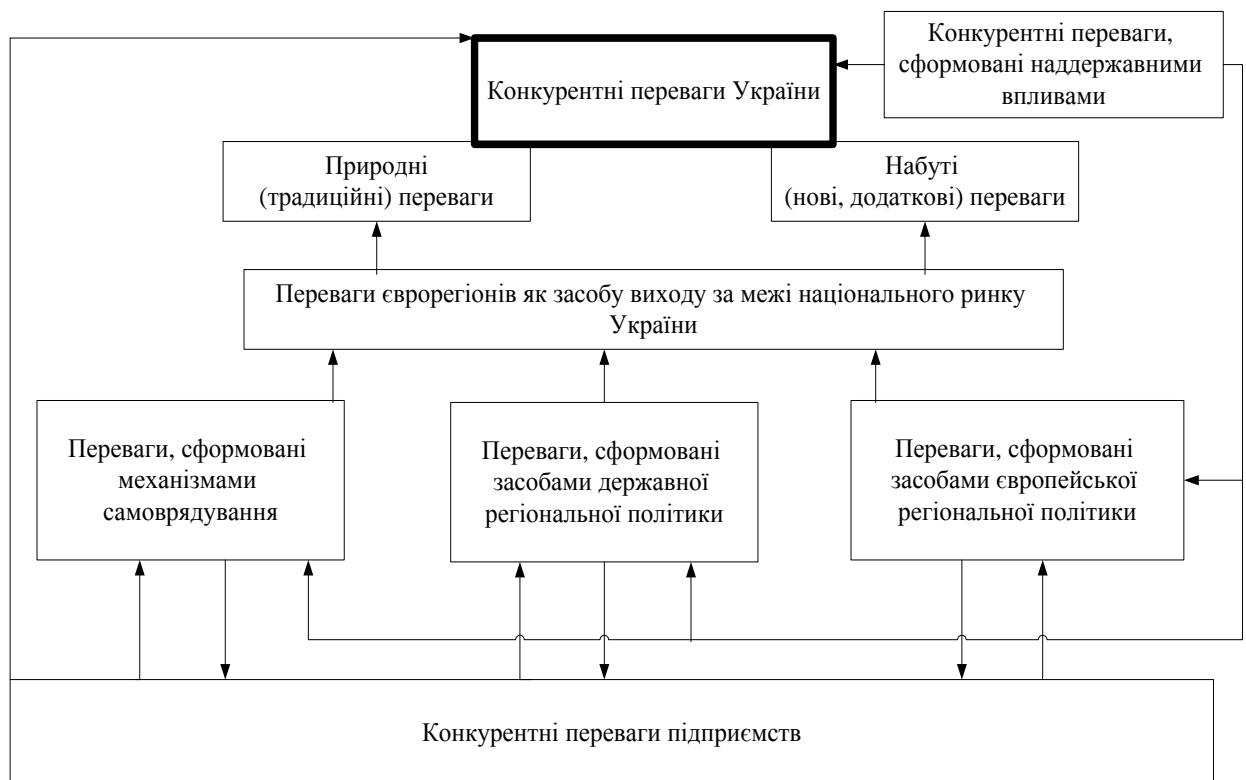 Конкурентні переваги України
Конкурентні переваги,
сформовані наддержавними
впливами
Природні
(традиційні) переваги
Набуті
(нові, додаткові) переваги
Переваги єврорегіонів як засобу виходу за межі національного ринку
України
Переваги, сформовані
механізмами
самоврядування
Переваги, сформовані
засобами державної
регіональної політики
Переваги, сформовані
засобами європейської
регіональної політики
Конкурентні переваги підприємств